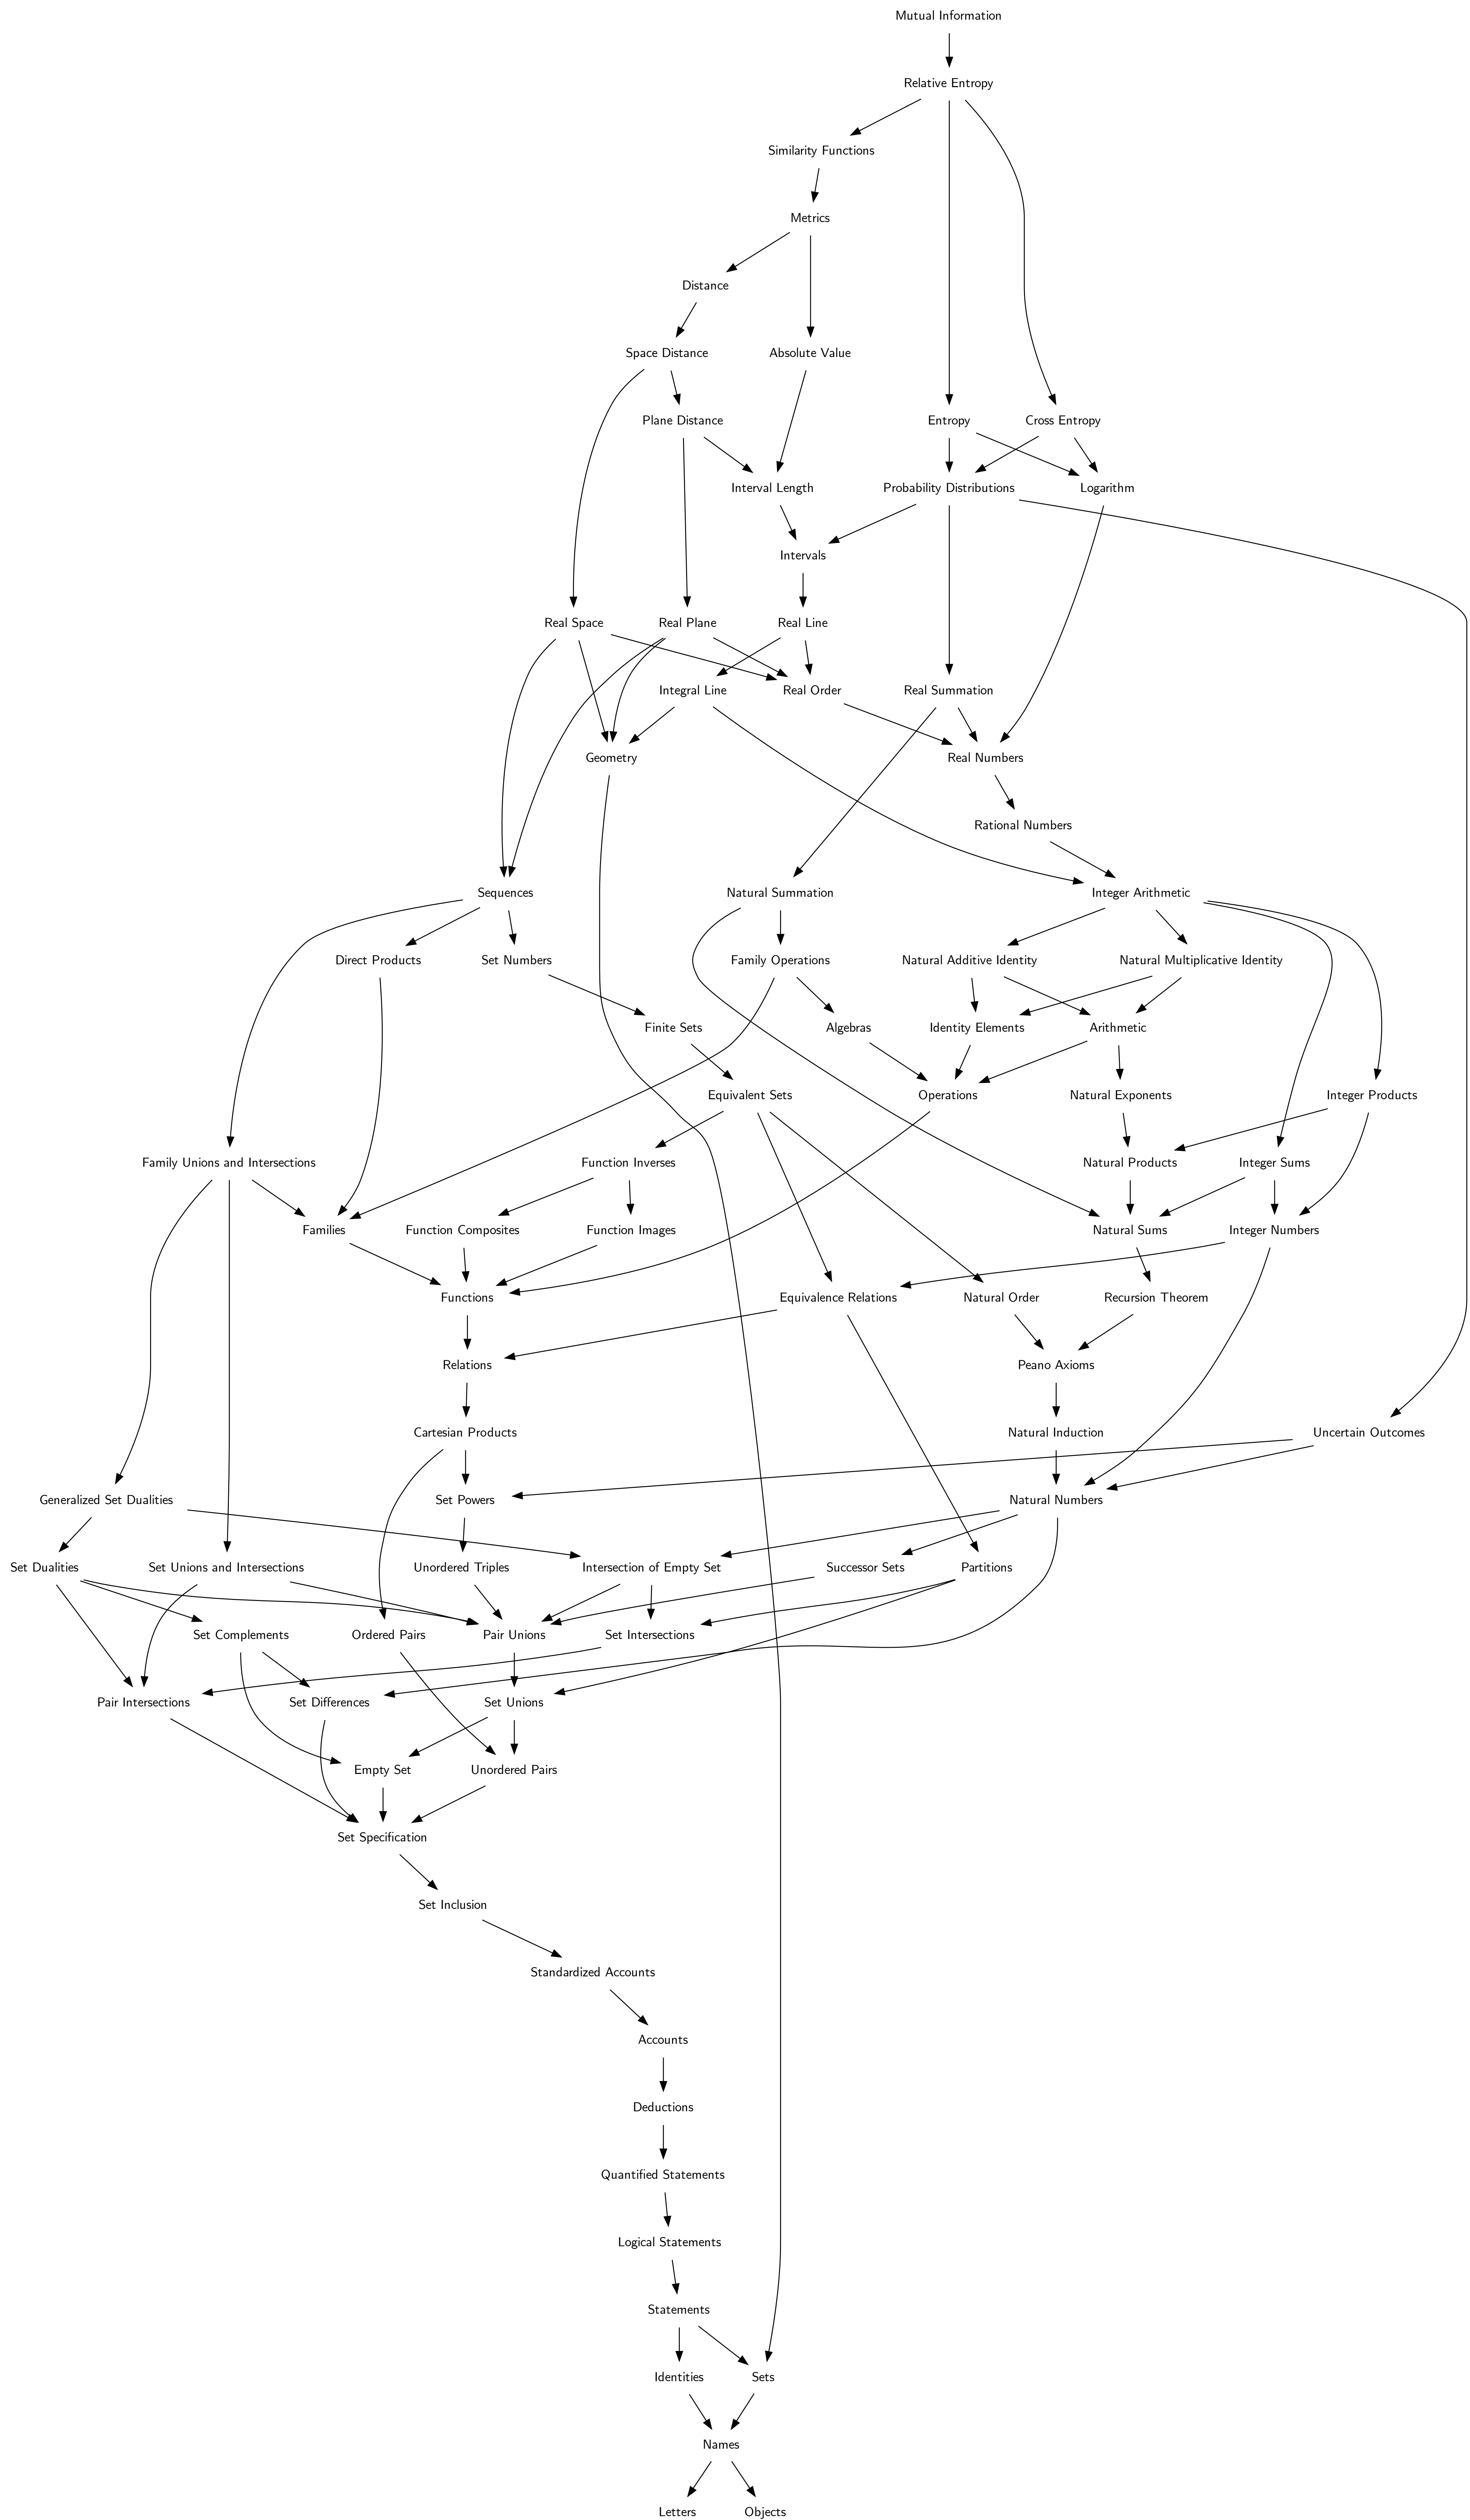 Mutual Information
Relative Entropy
Similarity Functions
Metrics
Distance
Space Distance
Absolute Value
Plane Distance
Entropy
Cross Entropy
Interval Length
Probability Distributions
Logarithm
Intervals
Real Space
Real Plane
Real Line
Integral Line
Real Order
Real Summation
Geometry
Real Numbers
Rational Numbers
Sequences
Natural Summation
Integer Arithmetic
Direct Products
Set Numbers
Family Operations
Natural Additive Identity
Natural Multiplicative Identity
Finite Sets
Algebras
Identity Elements
Arithmetic
Equivalent Sets
Operations
Natural Exponents
Integer Products
Family Unions and Intersections
Function Inverses
Natural Products
Integer Sums
Families
Function Composites
Function Images
Natural Sums
Integer Numbers
Functions
Equivalence Relations
Natural Order
Recursion Theorem
Relations
Peano Axioms
Cartesian Products
Natural Induction
Uncertain Outcomes
Generalized Set Dualities
Set Powers
Natural Numbers
Set Dualities
Set Unions and Intersections
Unordered Triples
Intersection of Empty Set
Successor Sets
Partitions
Set Complements
Ordered Pairs
Pair Unions
Set Intersections
Pair Intersections
Set Differences
Set Unions
Empty Set
Unordered Pairs
Set Specification
Set Inclusion
Standardized Accounts
Accounts
Deductions
Quantified Statements
Logical Statements
Statements
Identities
Sets
Names
Letters
Objects